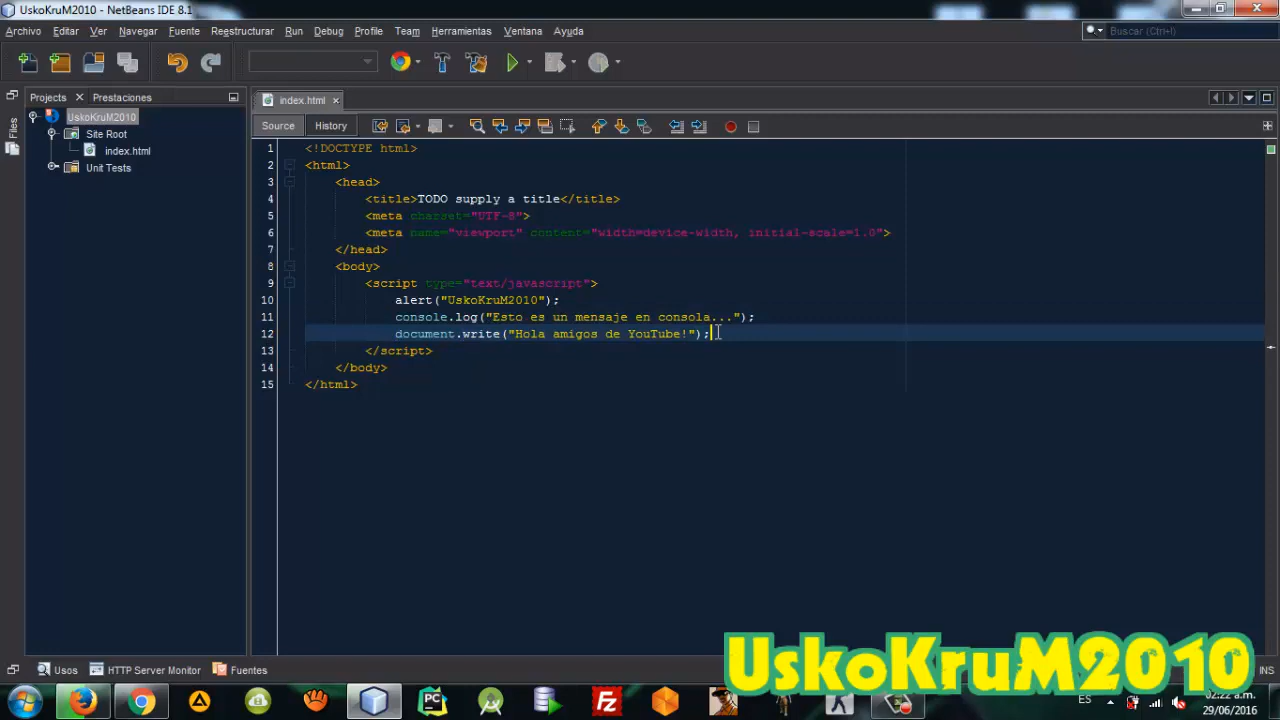 UskoKruM2010 - NetBeans IDE 8.1
Archivo Editar Ver Navegar Fuente Restructurar Run Debug Profile Team Herramientas Ventana Ayuda
Buscar (Ctrl+I)
Projects Prestaciones
index.html
Files
UskoKruM2010
Site Root
index.html
Unit Tests
Source History
1 <!DOCTYPE html>
2 <html>
3 <head>
4 <title>TODO supply a title</title>
5 <meta charset="UTF-8">
6 <meta name="viewport" content="width=device-width, initial-scale=1.0">
7 </head>
8 <body>
9 <script type="text/javascript">
10 alert("UskoKruM2010");
11 console.log("Esto es un mensaje en consola...");
12 document.write("Hola amigos de YouTube!");
13 </script>
14 </body>
15 </html>
Usos HTTP Server Monitor Fuentes
INS
UskoKruM2010
PC
FZ
ES
02:22 a.m.
29/06/2016